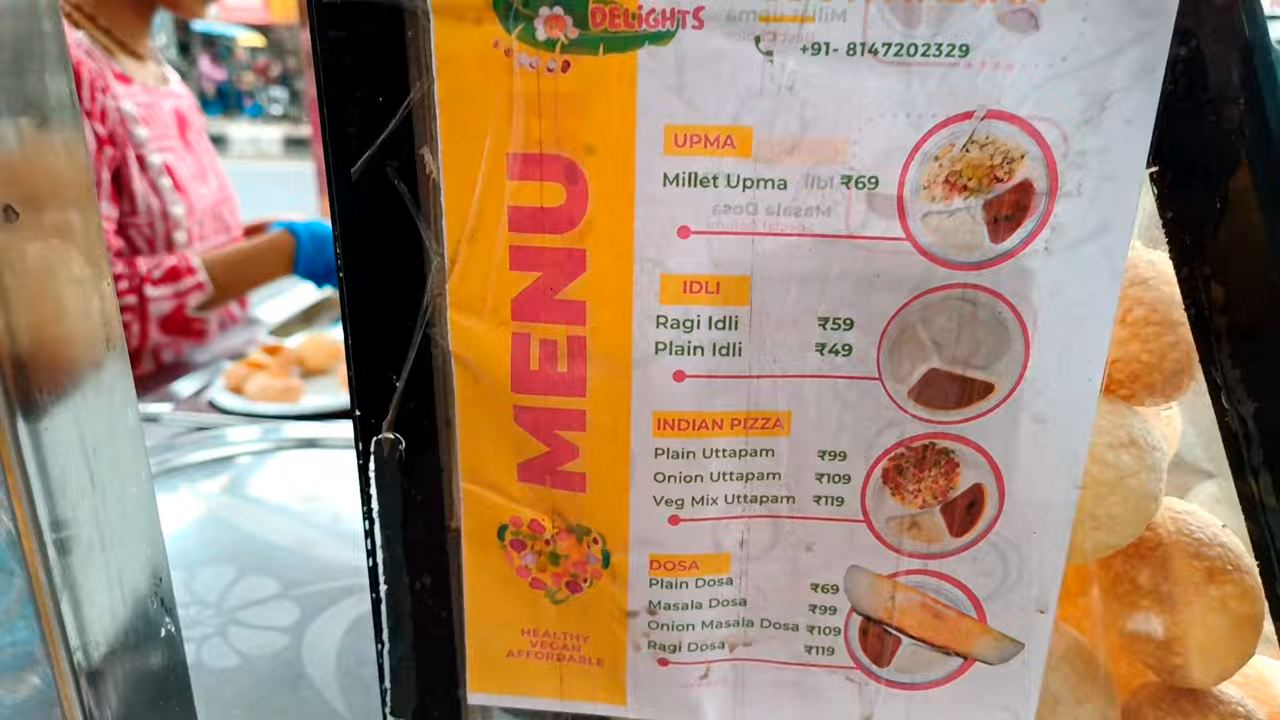 DELIGHTS
+91- 8147202329
MENU
UPMA
Millet Upma ₹69
IDLI
Ragi Idli ₹59
Plain Idli ₹49
INDIAN PIZZA
Plain Uttapam ₹99
Onion Uttapam ₹109
Veg Mix Uttapam ₹119
DOSA
Plain Dosa ₹69
Masala Dosa ₹99
Onion Masala Dosa ₹109
Ragi Dosa ₹119
HEALTHY
VEGAN
AFFORDABLE